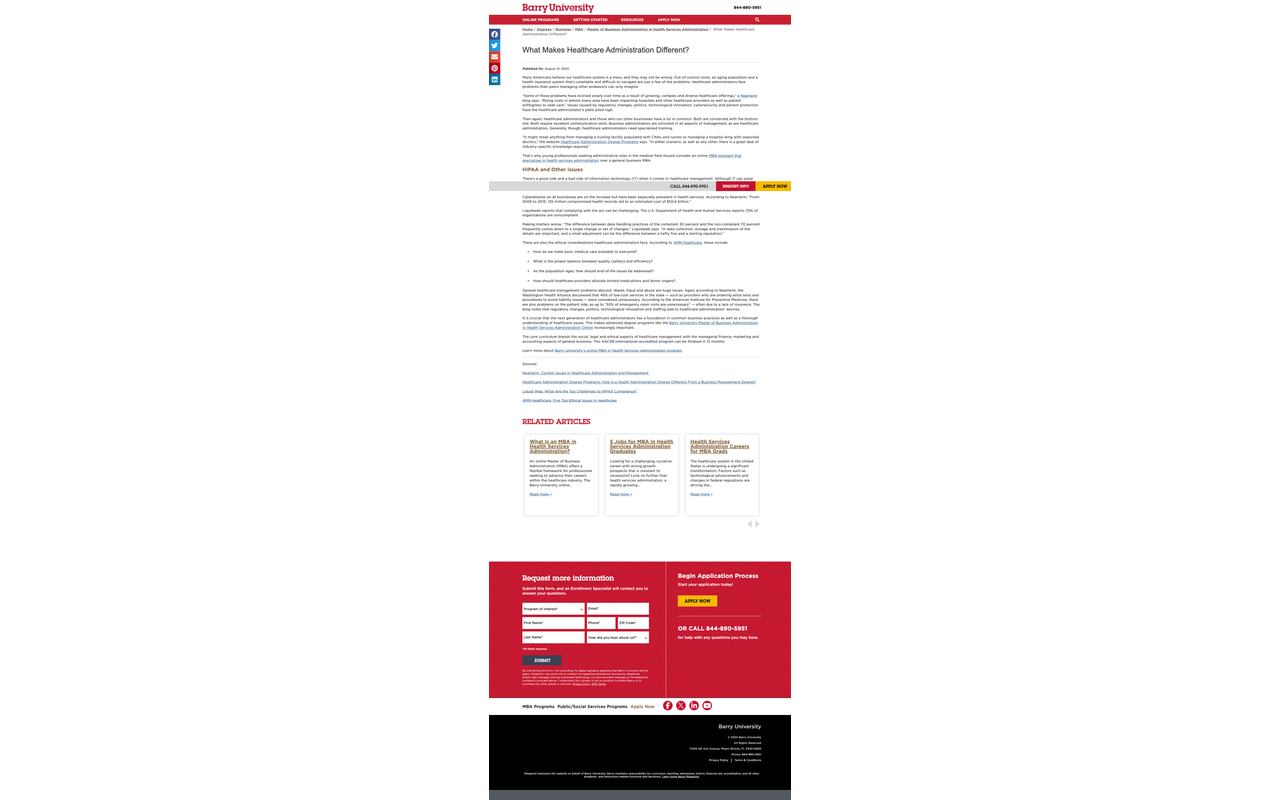 Barry University
844-890-5951
ONLINE PROGRAMS GETTING STARTED RESOURCES APPLY NOW
Home / Degrees / Business / MBA / Master of Business Administration in Health Services Administration / What Makes Healthcare
Administration Different?
What Makes Healthcare Administration Different?
Published On: August 14, 2020
Many Americans believe our healthcare system is a mess, and they may not be wrong. Out-of-control costs, an aging population and a
health insurance system that's unreliable and difficult to navigate are just a few of the problems. Healthcare administrators face
problems their peers managing other endeavors can only imagine.
"Some of these problems have evolved slowly over time as a result of growing, complex and diverse healthcare offerings," a Nearterm
blog says. "Rising costs in almost every area have been impacting hospitals and other healthcare providers as well as patient
willingness to seek care." Issues caused by regulatory changes, politics, technological innovation, cybersecurity and patient protection
have the healthcare administrator's plate piled high.
Then again, healthcare administrators and those who run other businesses have a lot in common. Both are concerned with the bottom
line. Both require excellent communication skills. Business administrators are schooled in all aspects of management, as are healthcare
administrators. Generally, though, healthcare administrators need specialized training.
"It might mean anything from managing a nursing facility populated with CNAs and nurses to managing a hospital wing with seasoned
doctors," the website Healthcare Administration Degree Programs says. "In either scenario, as well as any other, there is a great deal of
industry-specific knowledge required."
That's why young professionals seeking administrative roles in the medical field should consider an online MBA program that
specializes in health services administration over a general business MBA.
HIPAA and Other Issues
There's a good side and a bad side of information technology (IT) when it comes to healthcare management. Although IT can some
CALL 844-890-5951 REQUEST INFO APPLY NOW
Cyberattacks on all businesses are on the increase but have been especially prevalent in health services. According to Nearterm, "From
2009 to 2015, 135 million compromised health records led to an estimated cost of $50.6 billion."
LiquidWeb reports that complying with the act can be challenging. The U.S. Department of Health and Human Services reports 70% of
organizations are noncompliant.
Making matters worse, "The difference between data handling practices of the compliant 30 percent and the non-compliant 70 percent
frequently comes down to a single change or set of changes," LiquidWeb says. "In data collection, storage and transmission of the
details are important, and a small adjustment can be the difference between a hefty fine and a sterling reputation."
There are also the ethical considerations healthcare administrators face. According to AMN Healthcare, these include:
• How do we make basic medical care available to everyone?
• What is the proper balance between quality (safety) and efficiency?
• As the population ages, how should end-of-life issues be addressed?
• How should healthcare providers allocate limited medications and donor organs?
General healthcare management problems abound. Waste, fraud and abuse are huge issues. Again according to Nearterm, the
Washington Health Alliance discovered that 46% of low-cost services in the state — such as providers who are ordering extra tests and
procedures to avoid liability issues — were considered unnecessary. According to the American Institute for Preventive Medicine, there
are also problems on the patient side, as up to "55% of emergency room visits are unnecessary" — often due to a lack of insurance. The
blog notes that regulatory changes, politics, technological innovation and staffing add to healthcare administrators' worries.
It is crucial that the next generation of healthcare administrators has a foundation in common business practices as well as a thorough
understanding of healthcare issues. This makes advanced degree programs like the Barry University Master of Business Administration
in Health Services Administration Online increasingly important.
The core curriculum blends the social, legal and ethical aspects of healthcare management with the managerial finance, marketing and
accounting aspects of general business. This AACSB International-accredited program can be finished in 12 months.
Learn more about Barry University's online MBA in Health Services Administration program.
Sources:
Nearterm: Current Issues in Healthcare Administration and Management
Healthcare Administration Degree Programs: How Is a Health Administration Degree Different From a Business Management Degree?
Liquid Web: What Are the Top Challenges to HIPAA Compliance?
AMN Healthcare: Five Top Ethical Issues in Healthcare
RELATED ARTICLES
What Is an MBA in
Health Services
Administration?
An online Master of Business
Administration (MBA) offers a
flexible framework for professionals
seeking to advance their careers
within the healthcare industry. The
Barry University online...
Read more »
5 Jobs for MBA in Health
Services Administration
Graduates
Looking for a challenging, lucrative
career with strong growth
prospects that is resistant to
recessions? Look no further than
health services administration, a
rapidly growing...
Read more »
Health Services
Administration Careers
for MBA Grads
The healthcare system in the United
States is undergoing a significant
transformation. Factors such as
technological advancements and
changes in federal regulations are
driving the...
Read more »
Request more information
Submit this form, and an Enrollment Specialist will contact you to
answer your questions.
Program of Interest* Email*
First Name* Phone* ZIP Code*
Last Name* How did you hear about us?*
*All fields required.
SUBMIT
Begin Application Process
Start your application today!
APPLY NOW
OR CALL 844-890-5951
for help with any questions you may have.
MBA Programs Public/Social Services Programs Apply Now
Barry University
© 2024 Barry University
All Rights Reserved
11300 NE 2nd Avenue, Miami Shores, FL 33161-6695
Phone: 844-890-5951
Privacy Policy | Terms & Conditions